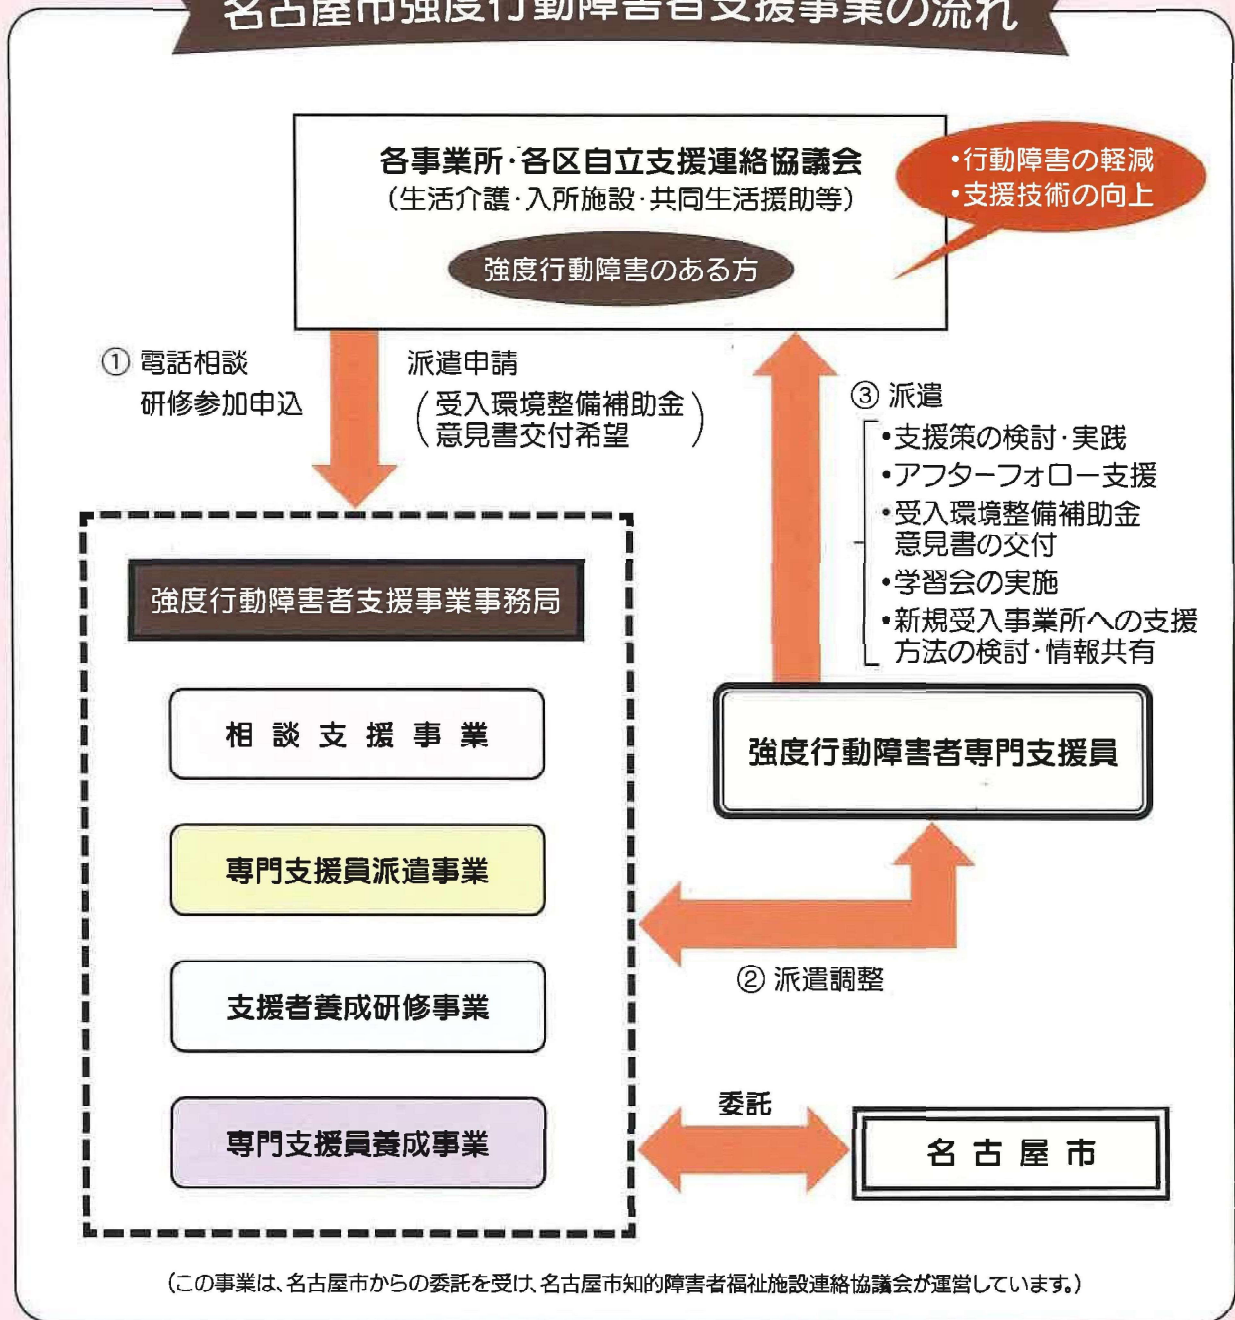 名古屋市強度行動障害者支援事業の流れ
各事業所・各区自立支援連絡協議会
（生活介護・入所施設・共同生活援助等）
強度行動障害のある方
・行動障害の軽減
・支援技術の向上
① 電話相談
研修参加申込
派遣申請
（受入環境整備補助金
意見書交付希望）
③ 派遣
・支援策の検討・実践
・アフターフォロー支援
・受入環境整備補助金
意見書の交付
・学習会の実施
・新規受入事業所への支援
方法の検討・情報共有
強度行動障害者支援事業事務局
相談支援事業
専門支援員派遣事業
支援者養成研修事業
専門支援員養成事業
強度行動障害者専門支援員
② 派遣調整
委託
名古屋市
（この事業は、名古屋市からの委託を受け、名古屋市知的障害者福祉施設連絡協議会が運営しています。）